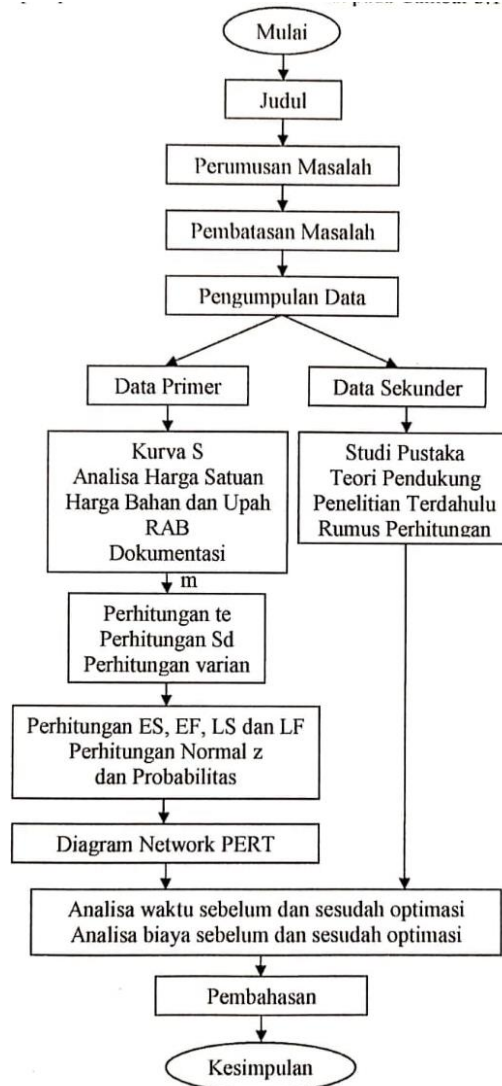 Mulai
Judul
Perumusan Masalah
Pembatasan Masalah
Pengumpulan Data
Data Primer
Data Sekunder
Kurva S
Analisa Harga Satuan
Harga Bahan dan Upah
RAB
Dokumentasi
Studi Pustaka
Teori Pendukung
Penelitian Terdahulu
Rumus Perhitungan
m
Perhitungan te
Perhitungan Sd
Perhitungan varian
Perhitungan ES, EF, LS dan LF
Perhitungan Normal z
dan Probabilitas
Diagram Network PERT
Analisa waktu sebelum dan sesudah optimasi
Analisa biaya sebelum dan sesudah optimasi
Pembahasan
Kesimpulan